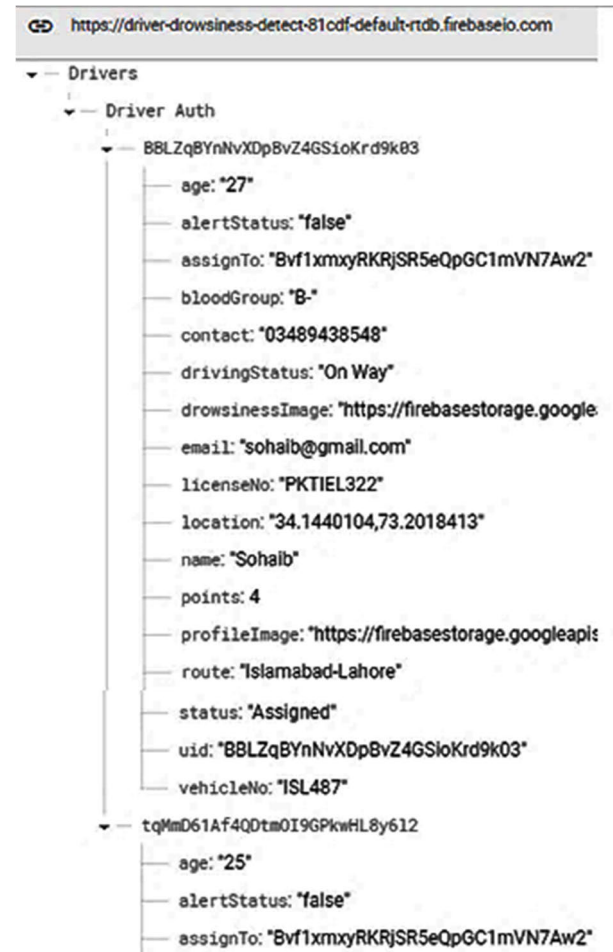 https://driver-drowsiness-detect-81cdf-default-rtdb.firebaseio.com
Drivers
Driver Auth
BBLZqBYnNvXDpBvZ4GSioKrd9k03
age: "27"
alertStatus: "false"
assignTo: "Bvf1xmxyRKRjSR5eQpGC1mVN7Aw2"
bloodGroup: "B-"
contact: "03489438548"
drivingStatus: "On Way"
drowsinessImage: "https://firebasestorage.google
email: "sohaib@gmail.com"
licenseNo: "PKTIEL322"
location: "34.1440104,73.2018413"
name: "Sohaib"
points: 4
profileImage: "https://firebasestorage.googleapis
route: "Islamabad-Lahore"
status: "Assigned"
uid: "BBLZqBYnNvXDpBvZ4GSioKrd9k03"
vehicleNo: "ISL487"
tqMmD61Af4QDtmOI9GPkwHL8y6l2
age: "25"
alertStatus: "false"
assignTo: "Bvf1xmxyRKRjSR5eQpGC1mVN7Aw2"